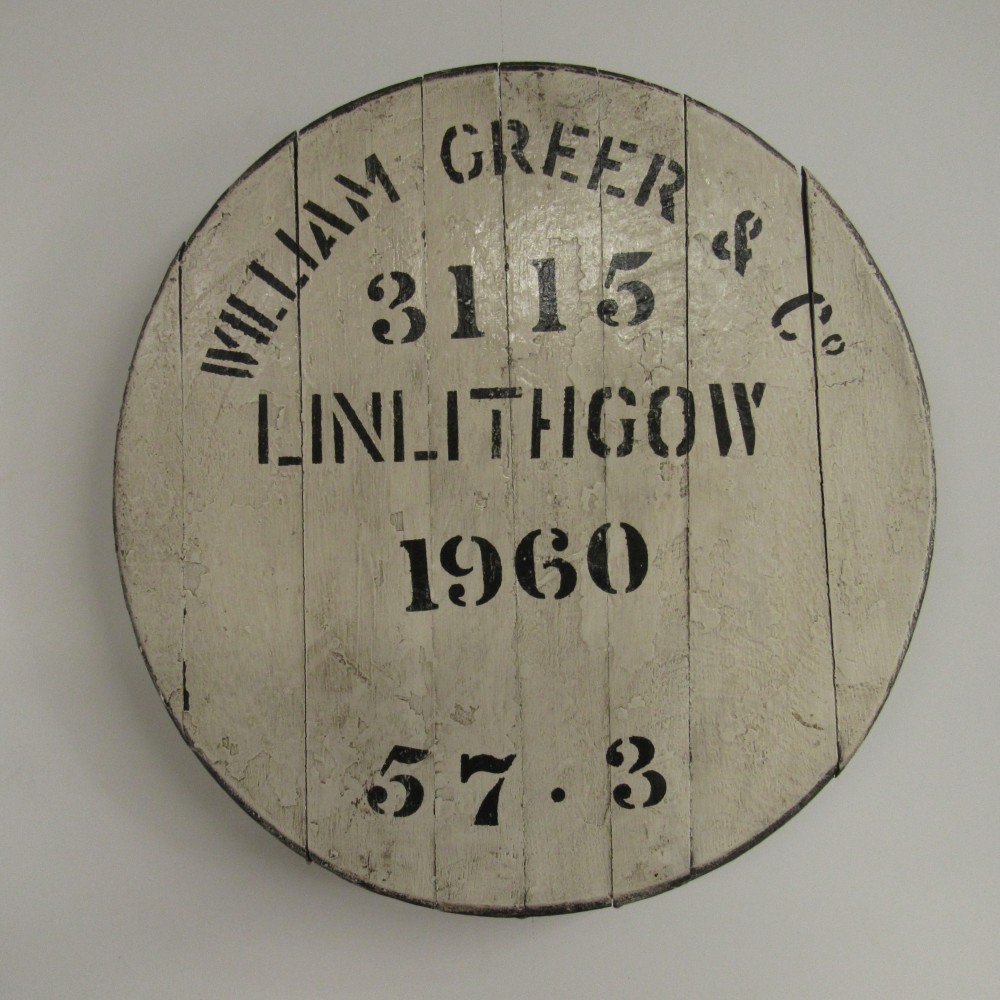 WILLIAM GREER & Co
3115
LINLITHGOW
1960
57.3